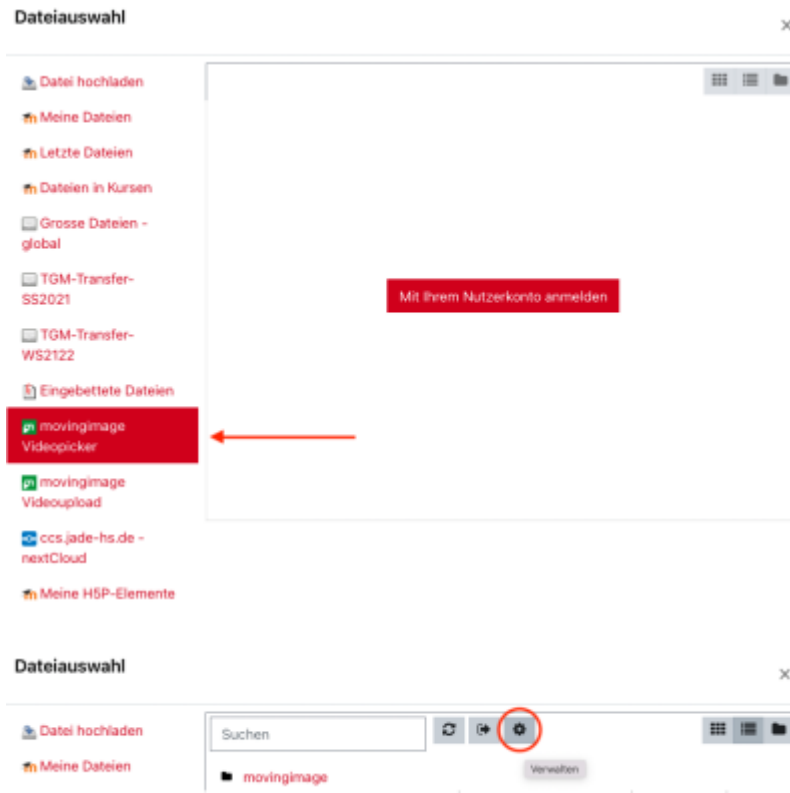 Dateiauswahl
×
Datei hochladen
Meine Dateien
Letzte Dateien
Dateien in Kursen
Grosse Dateien -
global
TGM-Transfer-
SS2021
TGM-Transfer-
WS2122
Eingebettete Dateien
movingimage
Videopicker
movingimage
Videoupload
ccs.jade-hs.de -
nextCloud
Meine H5P-Elemente
Mit Ihrem Nutzerkonto anmelden
Dateiauswahl
×
Datei hochladen
Meine Dateien
Suchen
Verwalten
movingimage